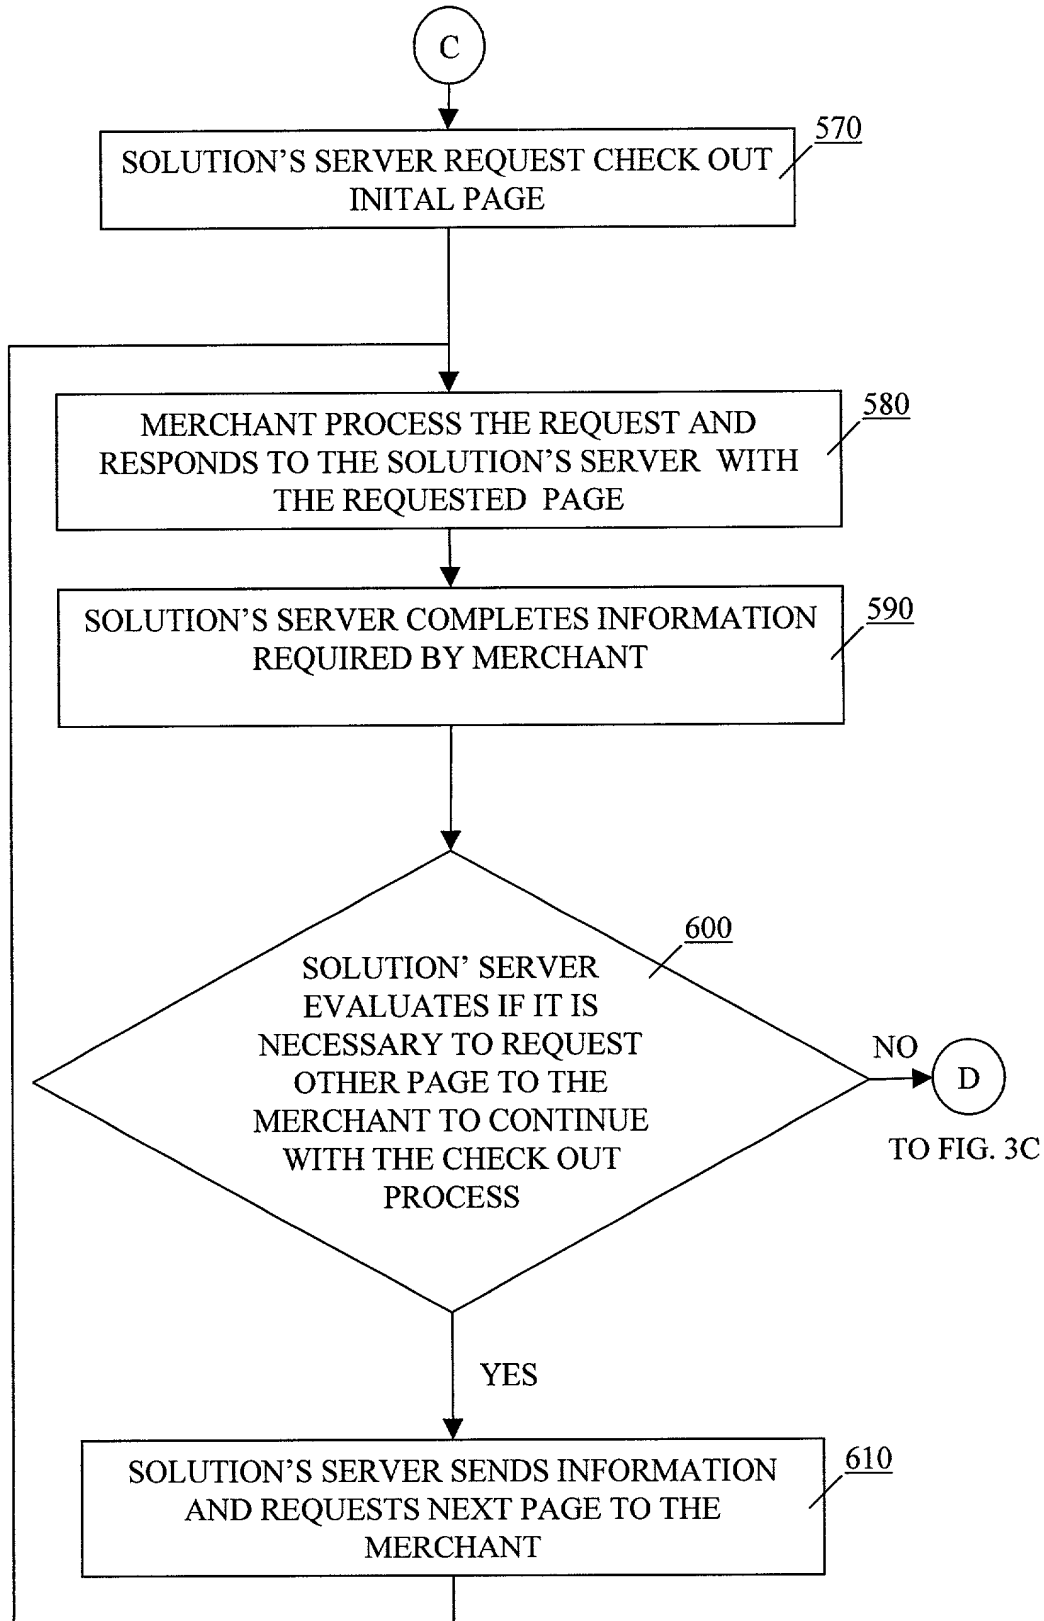 C
570
SOLUTION'S SERVER REQUEST CHECK OUT
INITAL PAGE
580
MERCHANT PROCESS THE REQUEST AND
RESPONDS TO THE SOLUTION'S SERVER WITH
THE REQUESTED PAGE
590
SOLUTION'S SERVER COMPLETES INFORMATION
REQUIRED BY MERCHANT
600
SOLUTION' SERVER
EVALUATES IF IT IS
NECESSARY TO REQUEST
OTHER PAGE TO THE
MERCHANT TO CONTINUE
WITH THE CHECK OUT
PROCESS
NO
D
TO FIG. 3C
YES
610
SOLUTION'S SERVER SENDS INFORMATION
AND REQUESTS NEXT PAGE TO THE
MERCHANT